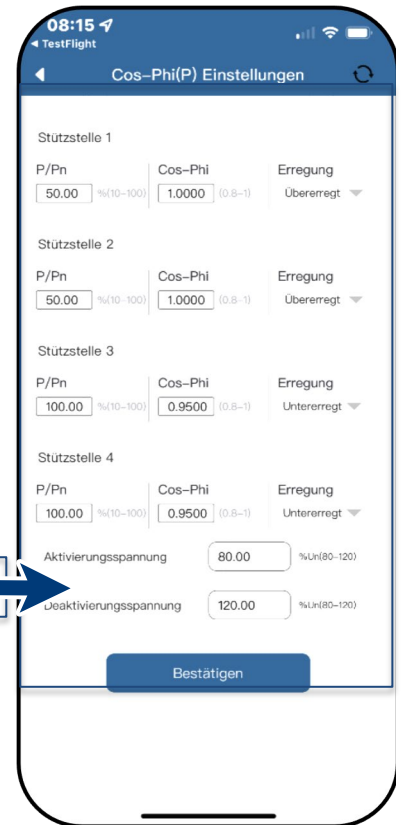 08:15
◀ TestFlight
Cos-Phi(P) Einstellungen
Stützstelle 1
P/Pn Cos-Phi Erregung
50.00 %(10-100) 1.0000 (0.8-1) Übererregt
Stützstelle 2
P/Pn Cos-Phi Erregung
50.00 %(10-100) 1.0000 (0.8-1) Übererregt
Stützstelle 3
P/Pn Cos-Phi Erregung
100.00 %(10-100) 0.9500 (0.8-1) Untererregt
Stützstelle 4
P/Pn Cos-Phi Erregung
100.00 %(10-100) 0.9500 (0.8-1) Untererregt
Aktivierungsspannung 80.00 %Un(80-120)
Deaktivierungsspannung 120.00 %Un(80-120)
Bestätigen